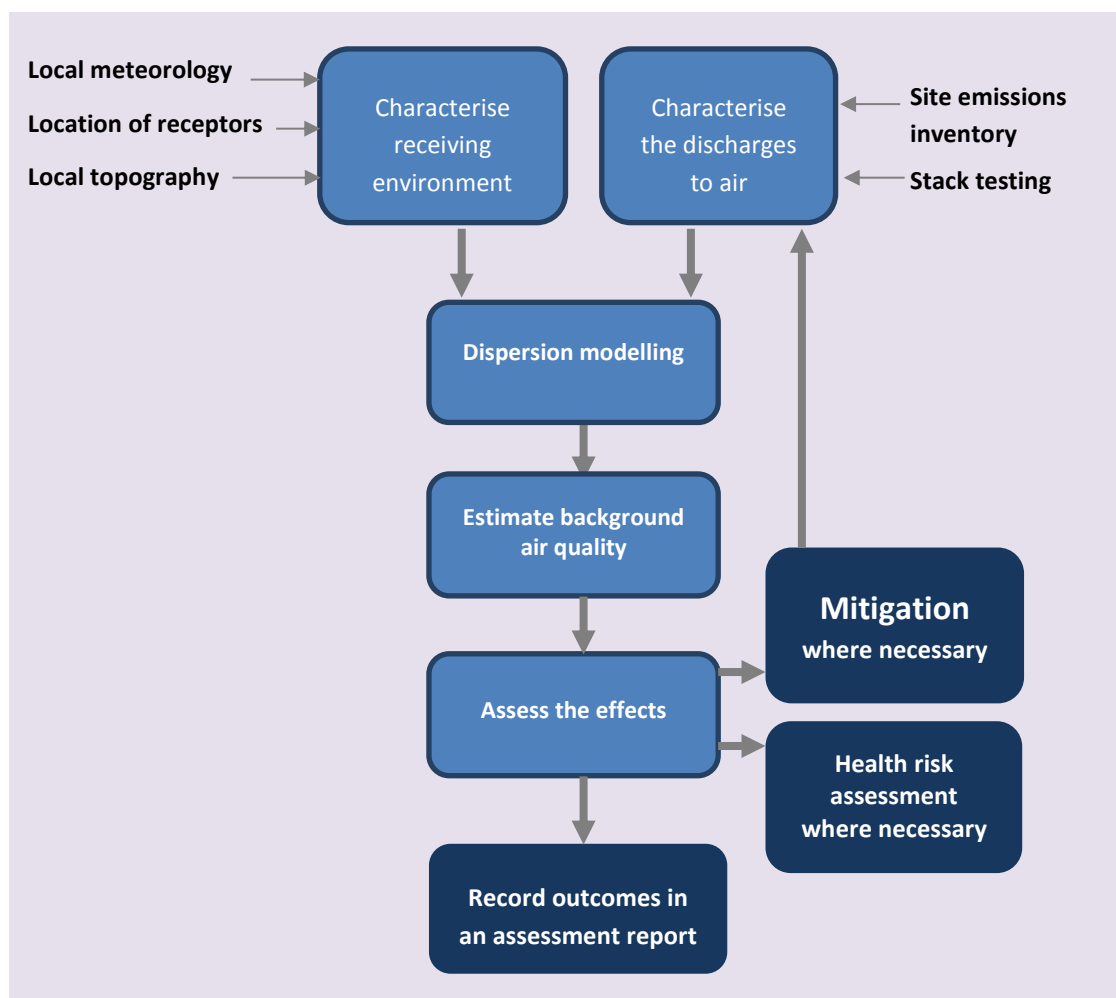 Local meteorology
Location of receptors
Local topography
Characterise
receiving
environment
Characterise
the discharges
to air
Site emissions
inventory
Stack testing
Dispersion modelling
Estimate background
air quality
Mitigation
where necessary
Assess the effects
Health risk
assessment
where necessary
Record outcomes in
an assessment report